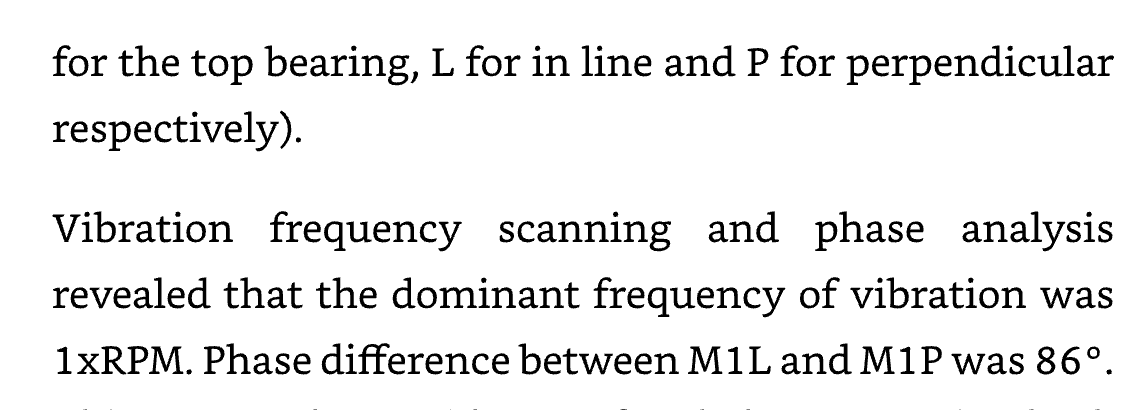 for the top bearing, L for in line and P for perpendicular
respectively).
Vibration frequency scanning and phase analysis
revealed that the dominant frequency of vibration was
1xRPM. Phase difference between M1L and M1P was 86°.